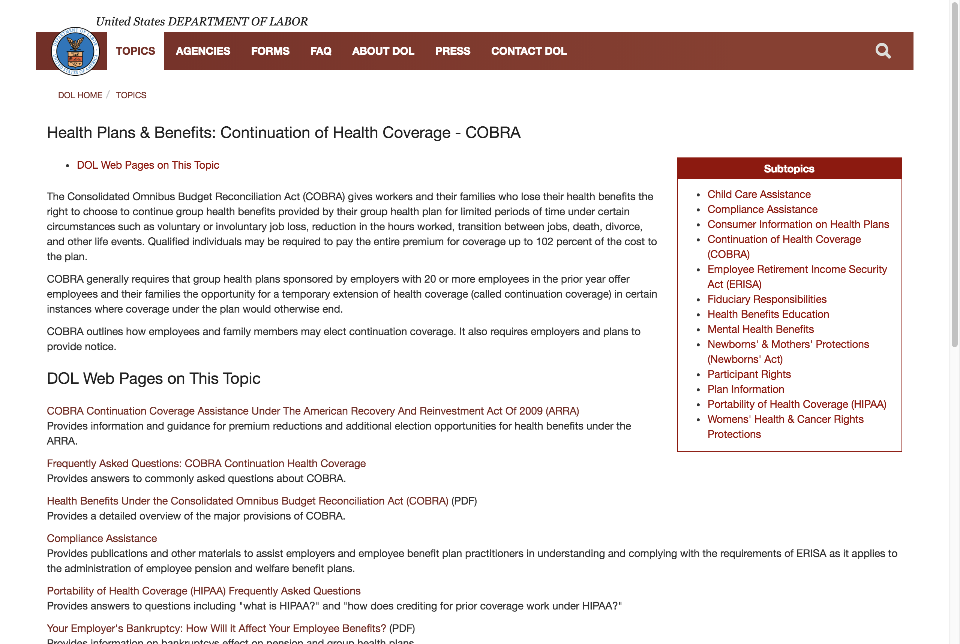 United States DEPARTMENT OF LABOR
TOPICS AGENCIES FORMS FAQ ABOUT DOL PRESS CONTACT DOL
DOL HOME / TOPICS
Health Plans & Benefits: Continuation of Health Coverage - COBRA
• DOL Web Pages on This Topic
The Consolidated Omnibus Budget Reconciliation Act (COBRA) gives workers and their families who lose their health benefits the
right to choose to continue group health benefits provided by their group health plan for limited periods of time under certain
circumstances such as voluntary or involuntary job loss, reduction in the hours worked, transition between jobs, death, divorce,
and other life events. Qualified individuals may be required to pay the entire premium for coverage up to 102 percent of the cost to
the plan.
COBRA generally requires that group health plans sponsored by employers with 20 or more employees in the prior year offer
employees and their families the opportunity for a temporary extension of health coverage (called continuation coverage) in certain
instances where coverage under the plan would otherwise end.
COBRA outlines how employees and family members may elect continuation coverage. It also requires employers and plans to
provide notice.
Subtopics
• Child Care Assistance
• Compliance Assistance
• Consumer Information on Health Plans
• Continuation of Health Coverage
(COBRA)
• Employee Retirement Income Security
Act (ERISA)
• Fiduciary Responsibilities
• Health Benefits Education
• Mental Health Benefits
• Newborns' & Mothers' Protections
(Newborns' Act)
• Participant Rights
• Plan Information
• Portability of Health Coverage (HIPAA)
• Womens' Health & Cancer Rights
Protections
DOL Web Pages on This Topic
COBRA Continuation Coverage Assistance Under The American Recovery And Reinvestment Act Of 2009 (ARRA)
Provides information and guidance for premium reductions and additional election opportunities for health benefits under the
ARRA.
Frequently Asked Questions: COBRA Continuation Health Coverage
Provides answers to commonly asked questions about COBRA.
Health Benefits Under the Consolidated Omnibus Budget Reconciliation Act (COBRA) (PDF)
Provides a detailed overview of the major provisions of COBRA.
Compliance Assistance
Provides publications and other materials to assist employers and employee benefit plan practitioners in understanding and complying with the requirements of ERISA as it applies to
the administration of employee pension and welfare benefit plans.
Portability of Health Coverage (HIPAA) Frequently Asked Questions
Provides answers to questions including "what is HIPAA?" and "how does crediting for prior coverage work under HIPAA?"
Your Employer's Bankruptcy: How Will it Affect Your Employee Benefits? (PDF)
Provides information on bankruptcys effect on pension and group health plans.